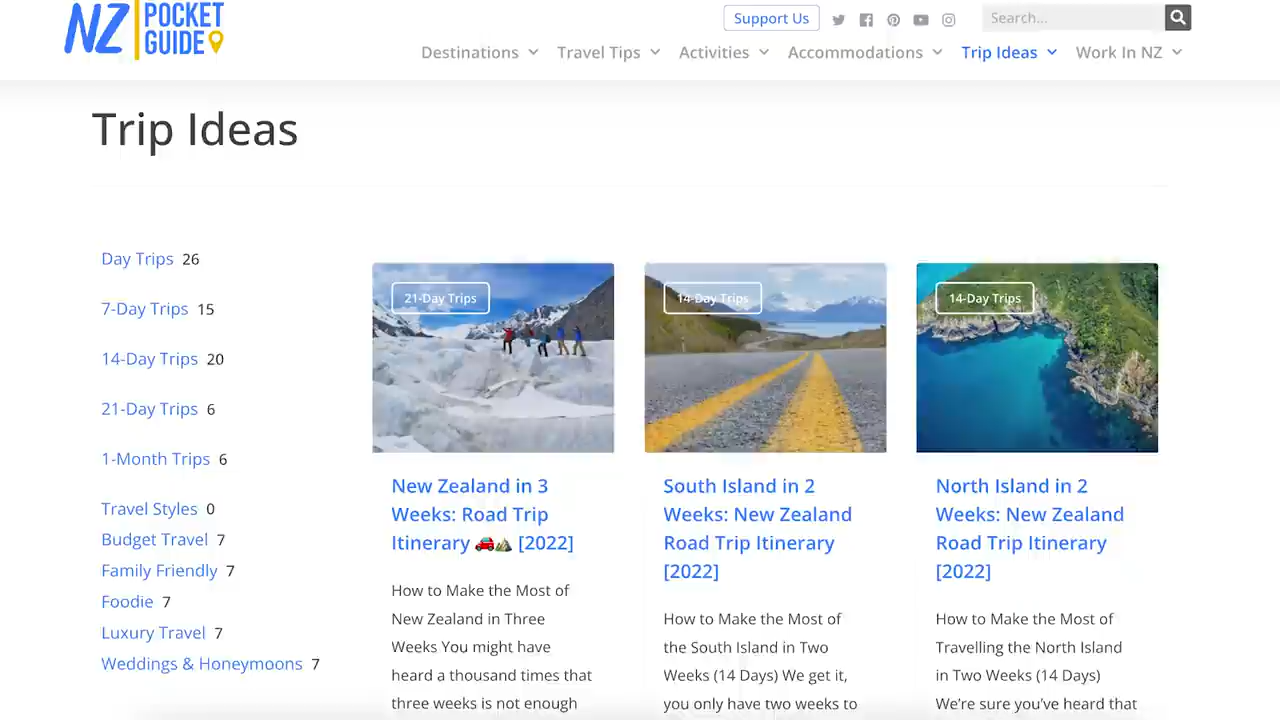 NZ POCKET GUIDE
Support Us
Search...
Destinations Travel Tips Activities Accommodations Trip Ideas Work In NZ
Trip Ideas
Day Trips 26
7-Day Trips 15
14-Day Trips 20
21-Day Trips 6
1-Month Trips 6
Travel Styles 0
Budget Travel 7
Family Friendly 7
Foodie 7
Luxury Travel 7
Weddings & Honeymoons 7
21-Day Trips
New Zealand in 3
Weeks: Road Trip
Itinerary 🚗⛰️ [2022]
How to Make the Most of
New Zealand in Three
Weeks You might have
heard a thousand times that
three weeks is not enough
14-Day Trips
South Island in 2
Weeks: New Zealand
Road Trip Itinerary
[2022]
How to Make the Most of
the South Island in Two
Weeks (14 Days) We get it,
you only have two weeks to
14-Day Trips
North Island in 2
Weeks: New Zealand
Road Trip Itinerary
[2022]
How to Make the Most of
Travelling the North Island
in Two Weeks (14 Days)
We're sure you've heard that